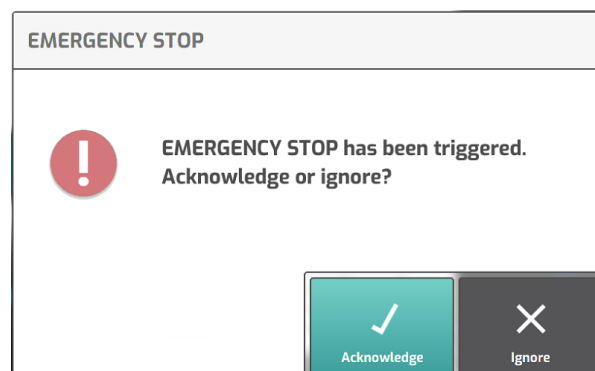 EMERGENCY STOP
EMERGENCY STOP has been triggered.
Acknowledge or ignore?
Acknowledge
Ignore